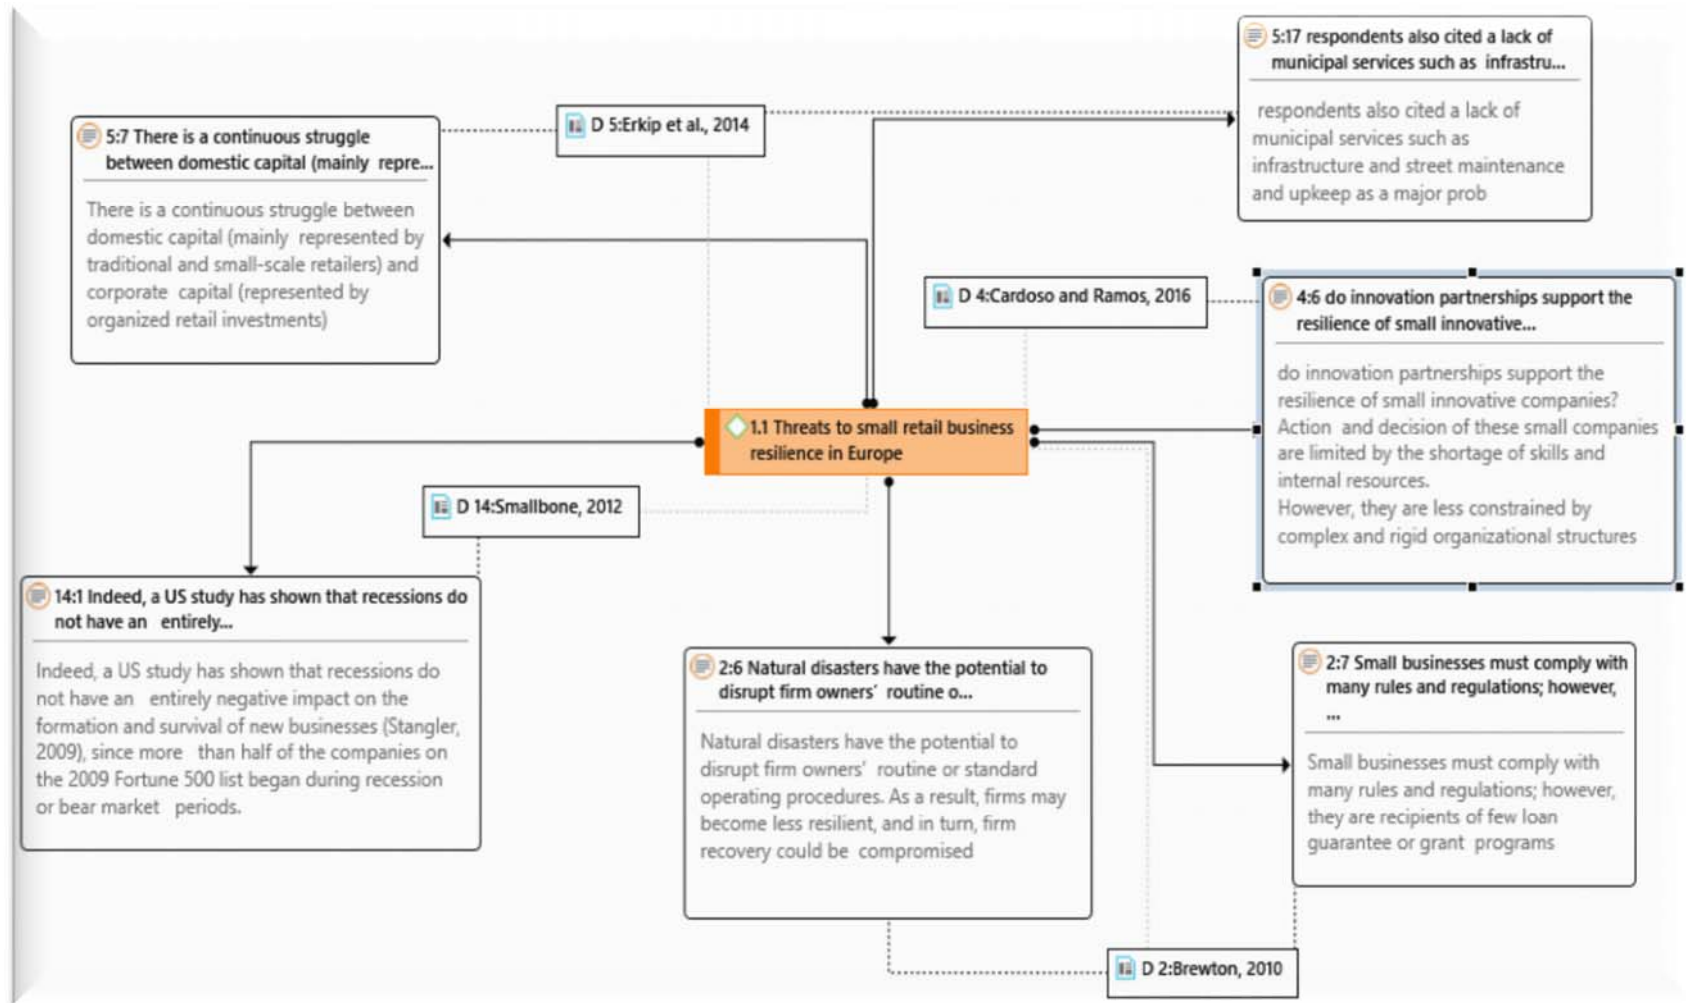 5:17 respondents also cited a lack of
municipal services such as infrastru...
respondents also cited a lack of
municipal services such as
infrastructure and street maintenance
and upkeep as a major prob
D 5:Erkip et al., 2014
5:7 There is a continuous struggle
between domestic capital (mainly repre...
There is a continuous struggle between
domestic capital (mainly represented by
traditional and small-scale retailers) and
corporate capital (represented by
organized retail investments)
D 4:Cardoso and Ramos, 2016
4:6 do innovation partnerships support the
resilience of small innovative...
do innovation partnerships support the
resilience of small innovative companies?
Action and decision of these small companies
are limited by the shortage of skills and
internal resources.
However, they are less constrained by
complex and rigid organizational structures
1.1 Threats to small retail business
resilience in Europe
D 14:Smallbone, 2012
14:1 Indeed, a US study has shown that recessions do
not have an entirely...
Indeed, a US study has shown that recessions do
not have an entirely negative impact on the
formation and survival of new businesses (Stangler,
2009), since more than half of the companies on
the 2009 Fortune 500 list began during recession
or bear market periods.
2:6 Natural disasters have the potential to
disrupt firm owners' routine o...
Natural disasters have the potential to
disrupt firm owners' routine or standard
operating procedures. As a result, firms may
become less resilient, and in turn, firm
recovery could be compromised
2:7 Small businesses must comply with
many rules and regulations; however,
...
Small businesses must comply with
many rules and regulations; however,
they are recipients of few loan
guarantee or grant programs
D 2:Brewton, 2010